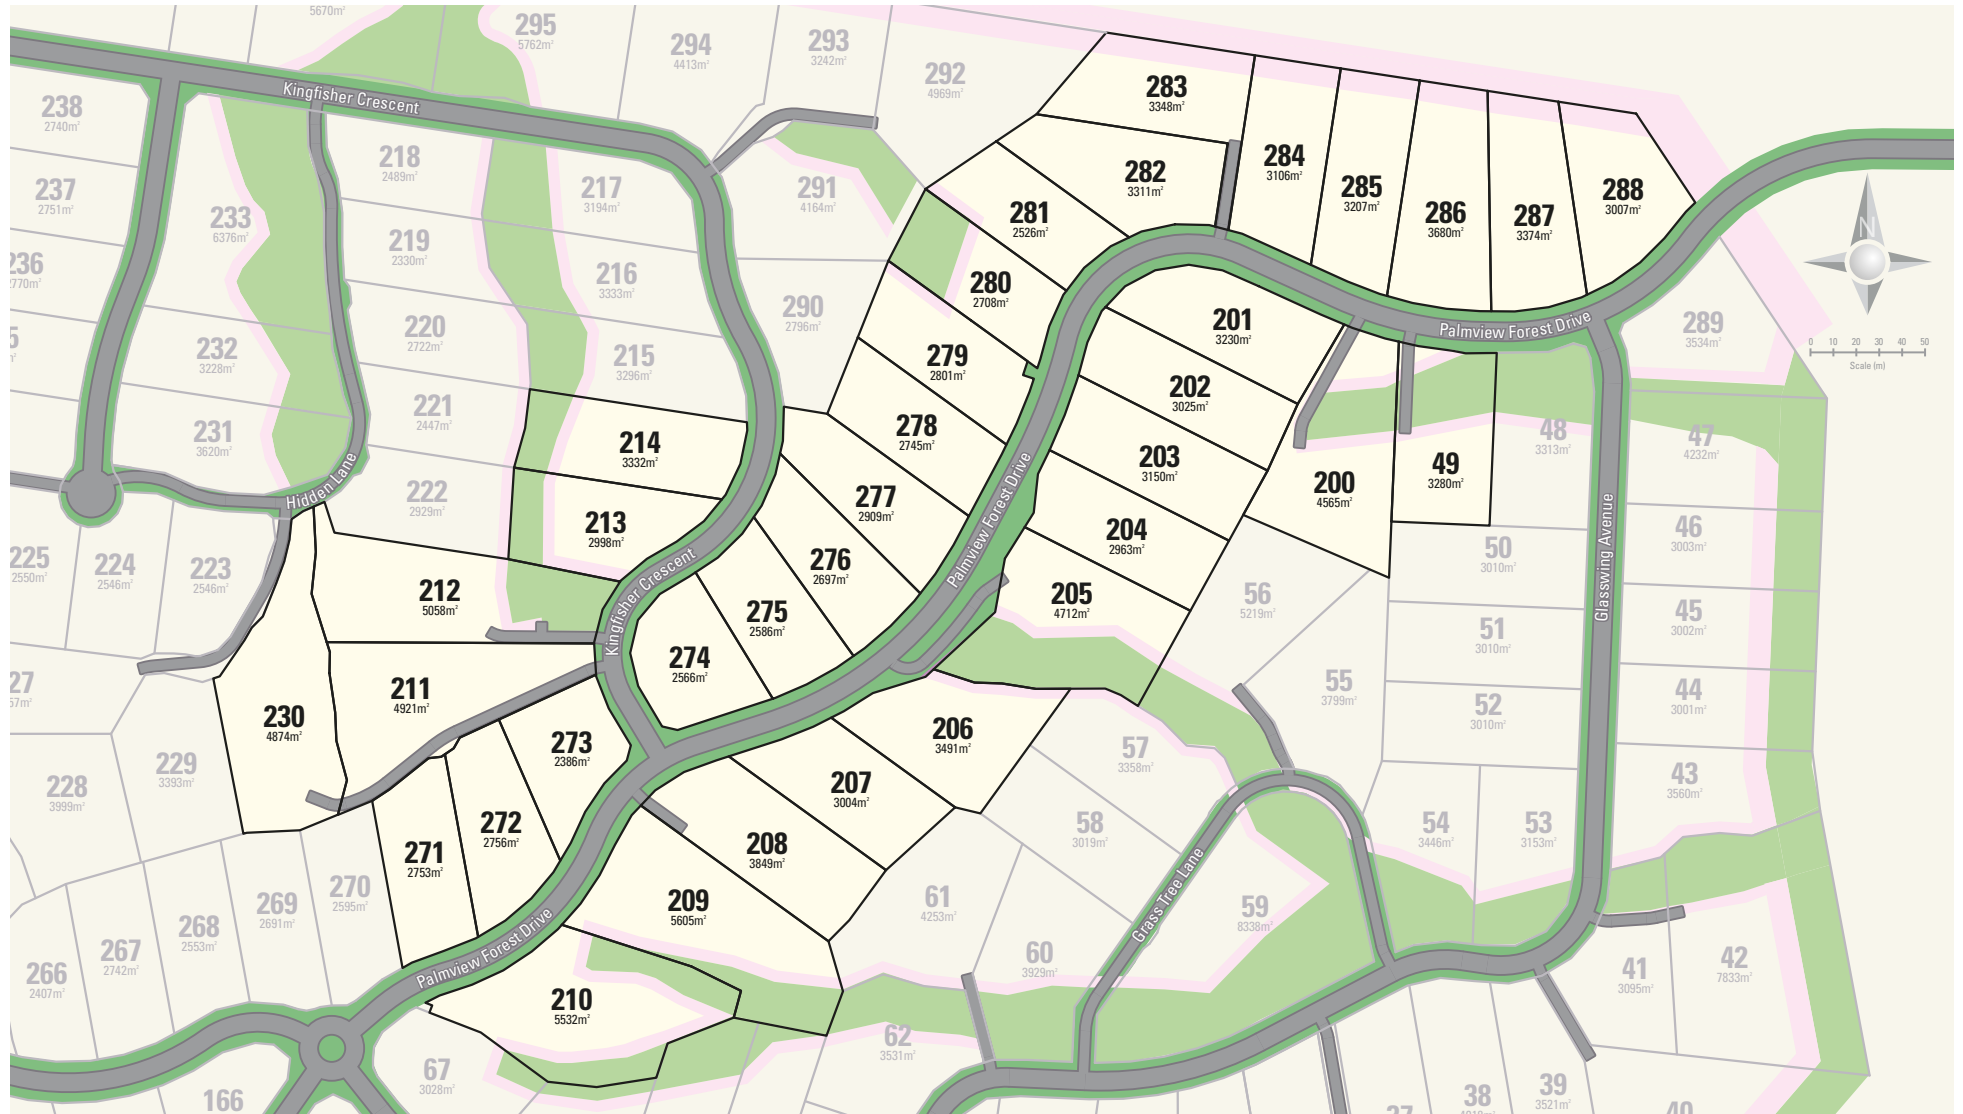 5670m²
295
5762m²
294
4413m²
293
3242m²
292
4969m²
283
3348m²
238
2740m²
Kingfisher Crescent
218
2489m²
217
3194m²
291
4164m²
282
3311m²
284
3106m²
285
3207m²
286
3680m²
287
3374m²
288
3007m²
237
2751m²
233
6376m²
219
2330m²
281
2526m²
N
236
2770m²
216
3333m²
280
2708m²
290
2796m²
201
3230m²
Palmview Forest Drive
289
3534m²
0 10 20 30 40 50
Scale (m)
232
3228m²
220
2722m²
215
3296m²
279
2801m²
202
3025m²
231
3620m²
221
2447m²
214
3332m²
278
2745m²
203
3150m²
200
4565m²
49
3280m²
48
3313m²
47
4232m²
Hidden Lane
222
2929m²
213
2998m²
277
2909m²
Palmview Forest Drive
204
2963m²
Glasswing Avenue
46
3003m²
225
2550m²
224
2546m²
223
2546m²
212
5058m²
Kingfisher Crescent
276
2697m²
275
2586m²
205
4712m²
56
5219m²
50
3010m²
51
3010m²
45
3002m²
27
57m²
230
4874m²
211
4921m²
274
2566m²
55
3799m²
52
3010m²
44
3001m²
228
3999m²
229
3393m²
273
2386m²
206
3491m²
57
3358m²
43
3560m²
271
2753m²
272
2756m²
207
3004m²
208
3849m²
58
3019m²
54
3446m²
53
3153m²
266
2407m²
267
2742m²
268
2553m²
269
2691m²
270
2595m²
209
5605m²
61
4253m²
Grass Tree Lane
59
8338m²
Palmview Forest Drive
210
5532m²
60
3929m²
41
3095m²
42
7833m²
62
3531m²
67
3028m²
166
37
38
39
3521m²
40